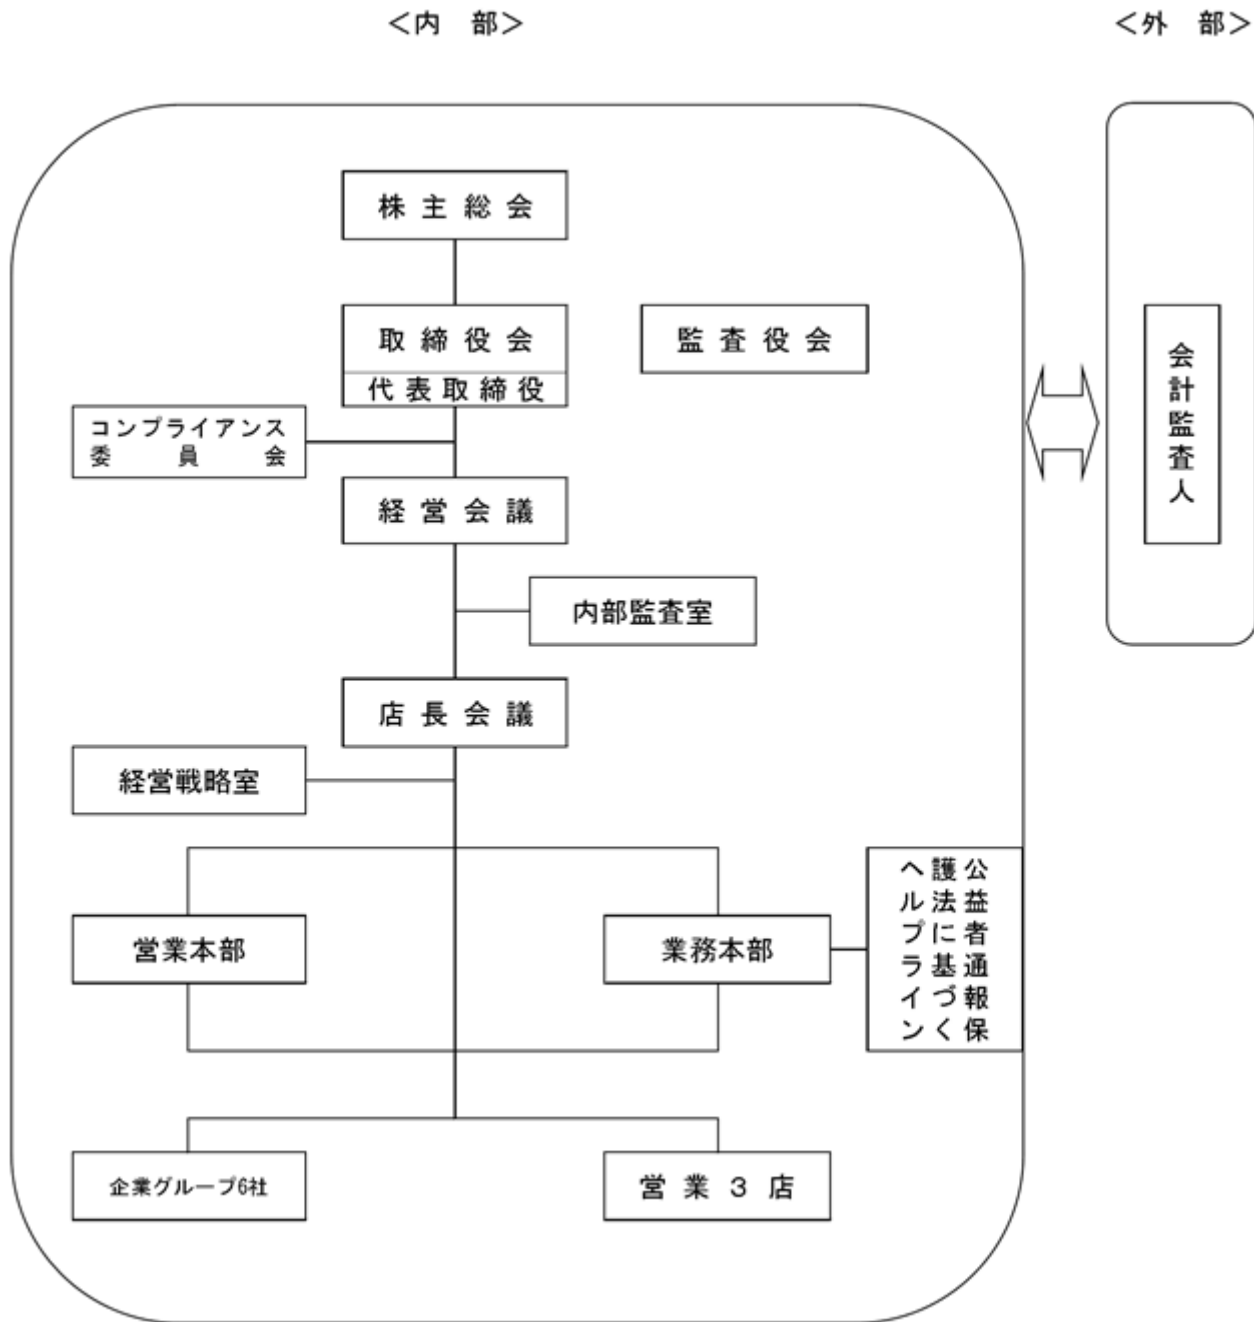 ＜内　部＞
＜外　部＞
株主総会
取締役会
代表取締役
監査役会
コンプライアンス
委員会
経営会議
内部監査室
店長会議
経営戦略室
営業本部
業務本部
公益者通報保
護法に基づく
ヘルプライン
企業グループ6社
営業３店
会計監査人